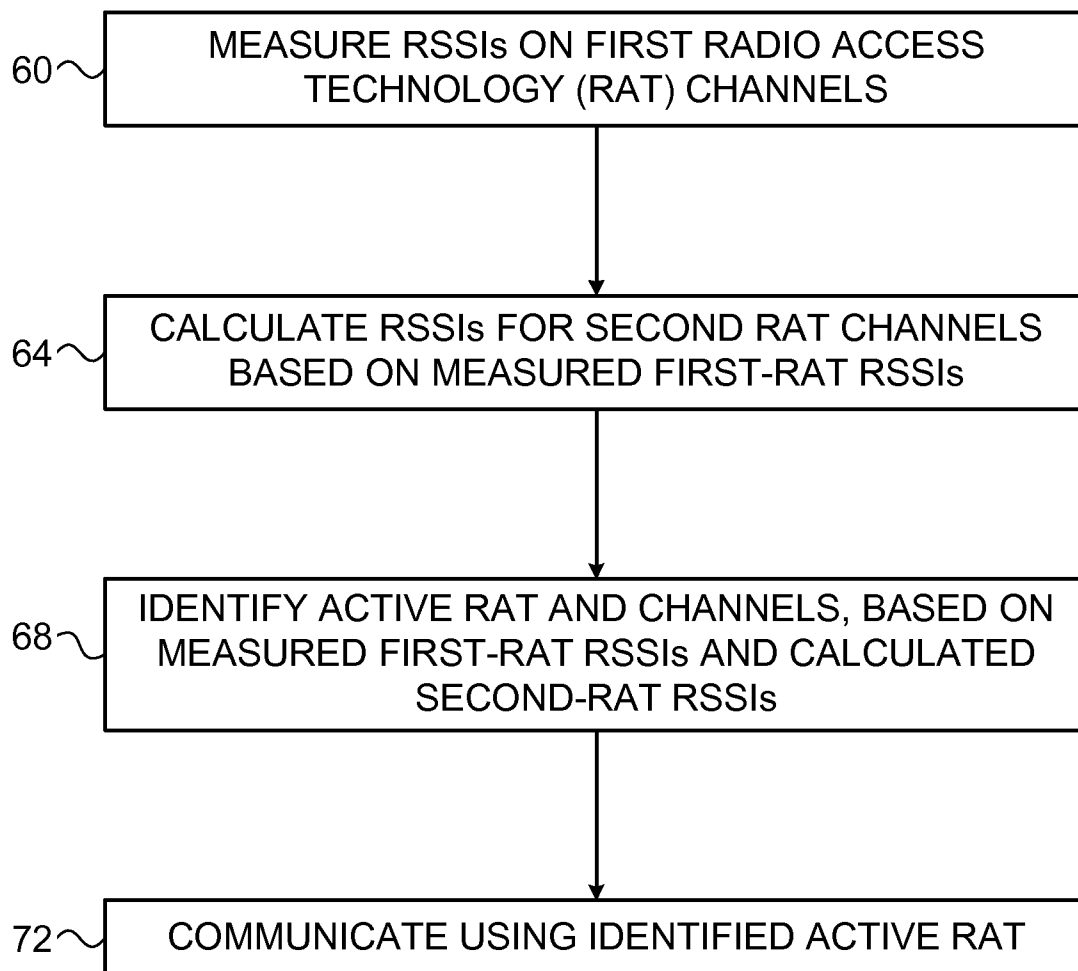 60
MEASURE RSSIs ON FIRST RADIO ACCESS
TECHNOLOGY (RAT) CHANNELS
64
CALCULATE RSSIs FOR SECOND RAT CHANNELS
BASED ON MEASURED FIRST-RAT RSSIs
68
IDENTIFY ACTIVE RAT AND CHANNELS, BASED ON
MEASURED FIRST-RAT RSSIs AND CALCULATED
SECOND-RAT RSSIs
72
COMMUNICATE USING IDENTIFIED ACTIVE RAT